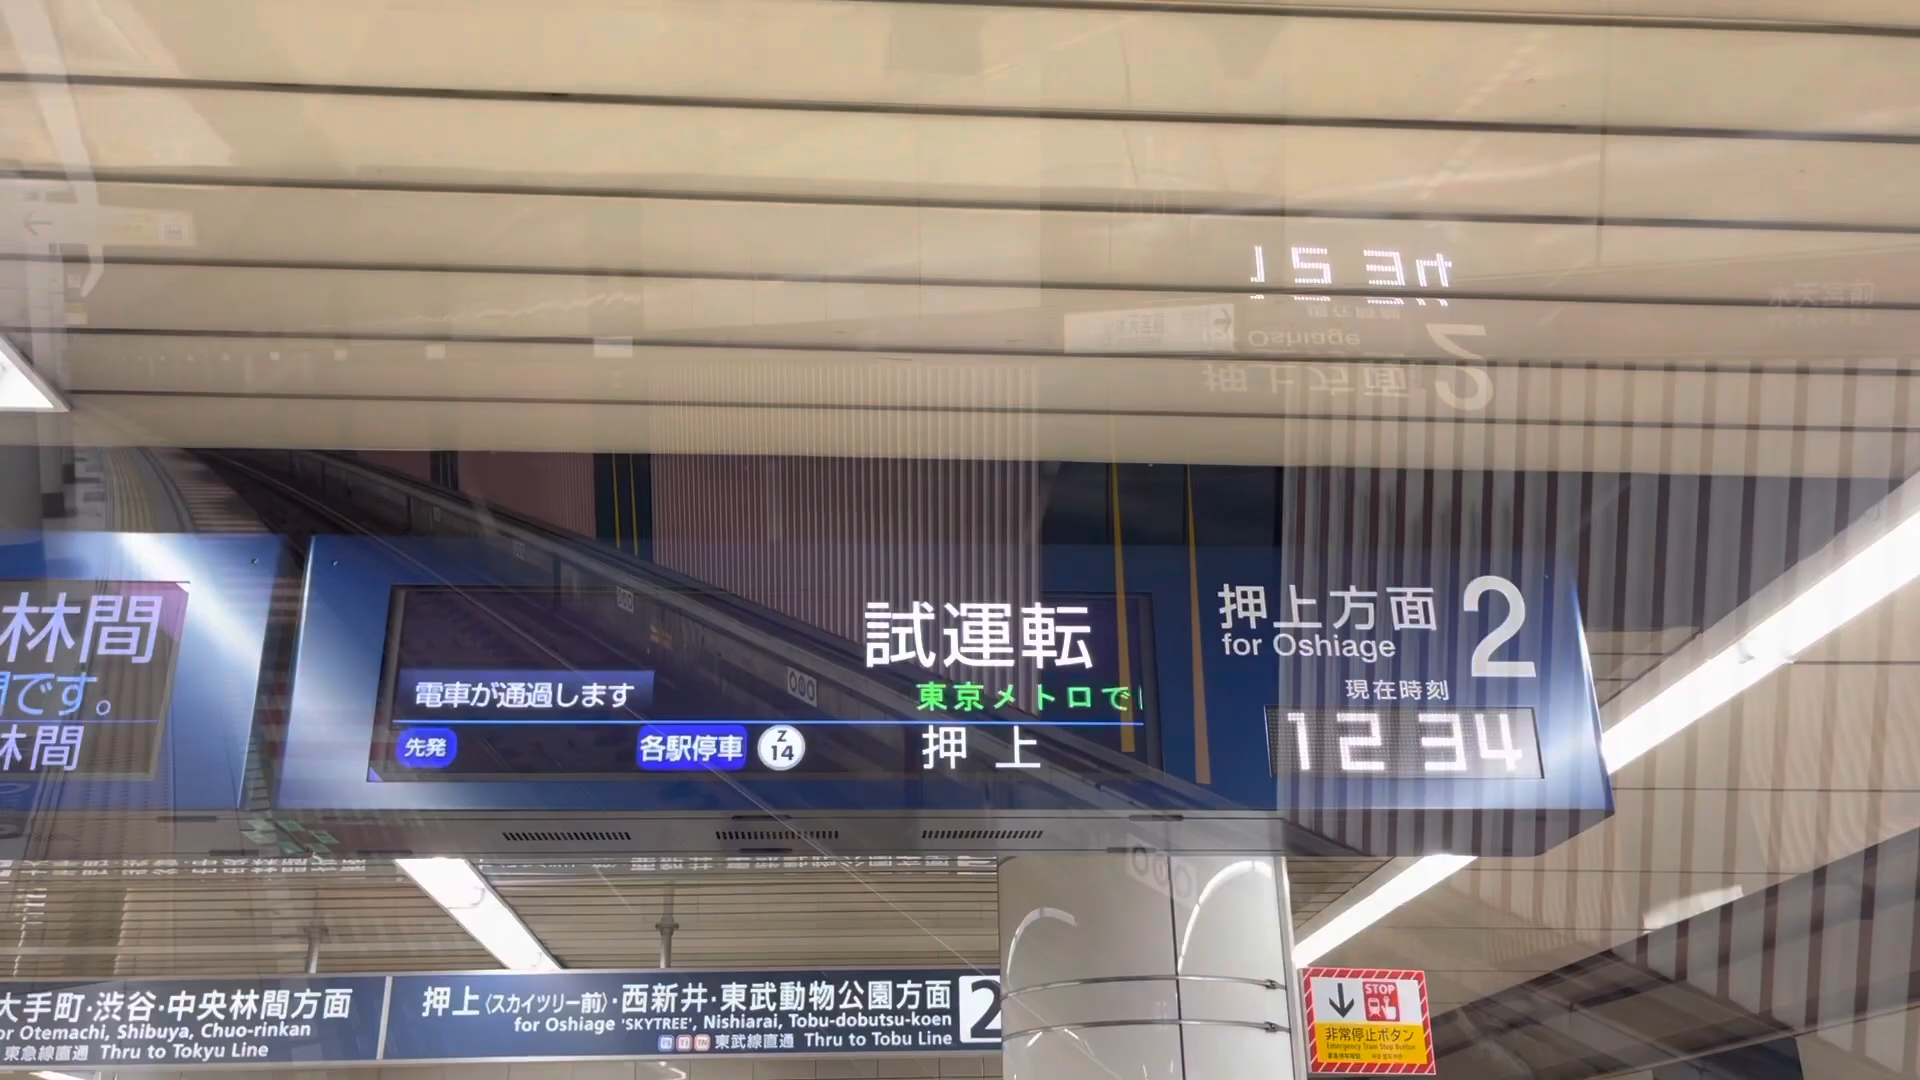 林間
間です。
林間
試運転
電車が通過します
東京メトロで
先発 各駅停車 Z 14 押上
押上方面 2
for Oshiage
現在時刻
12 34
大手町・渋谷・中央林間方面
or Otemachi, Shibuya, Chuo-rinkan
東急線直通 Thru to Tokyu Line
押上〈スカイツリー前〉・西新井・東武動物公園方面 2
for Oshiage 'SKYTREE', Nishiarai, Tobu-dobutsu-koen
東武線直通 Thru to Tobu Line
STOP
非常停止ボタン
Emergency Train Stop Button